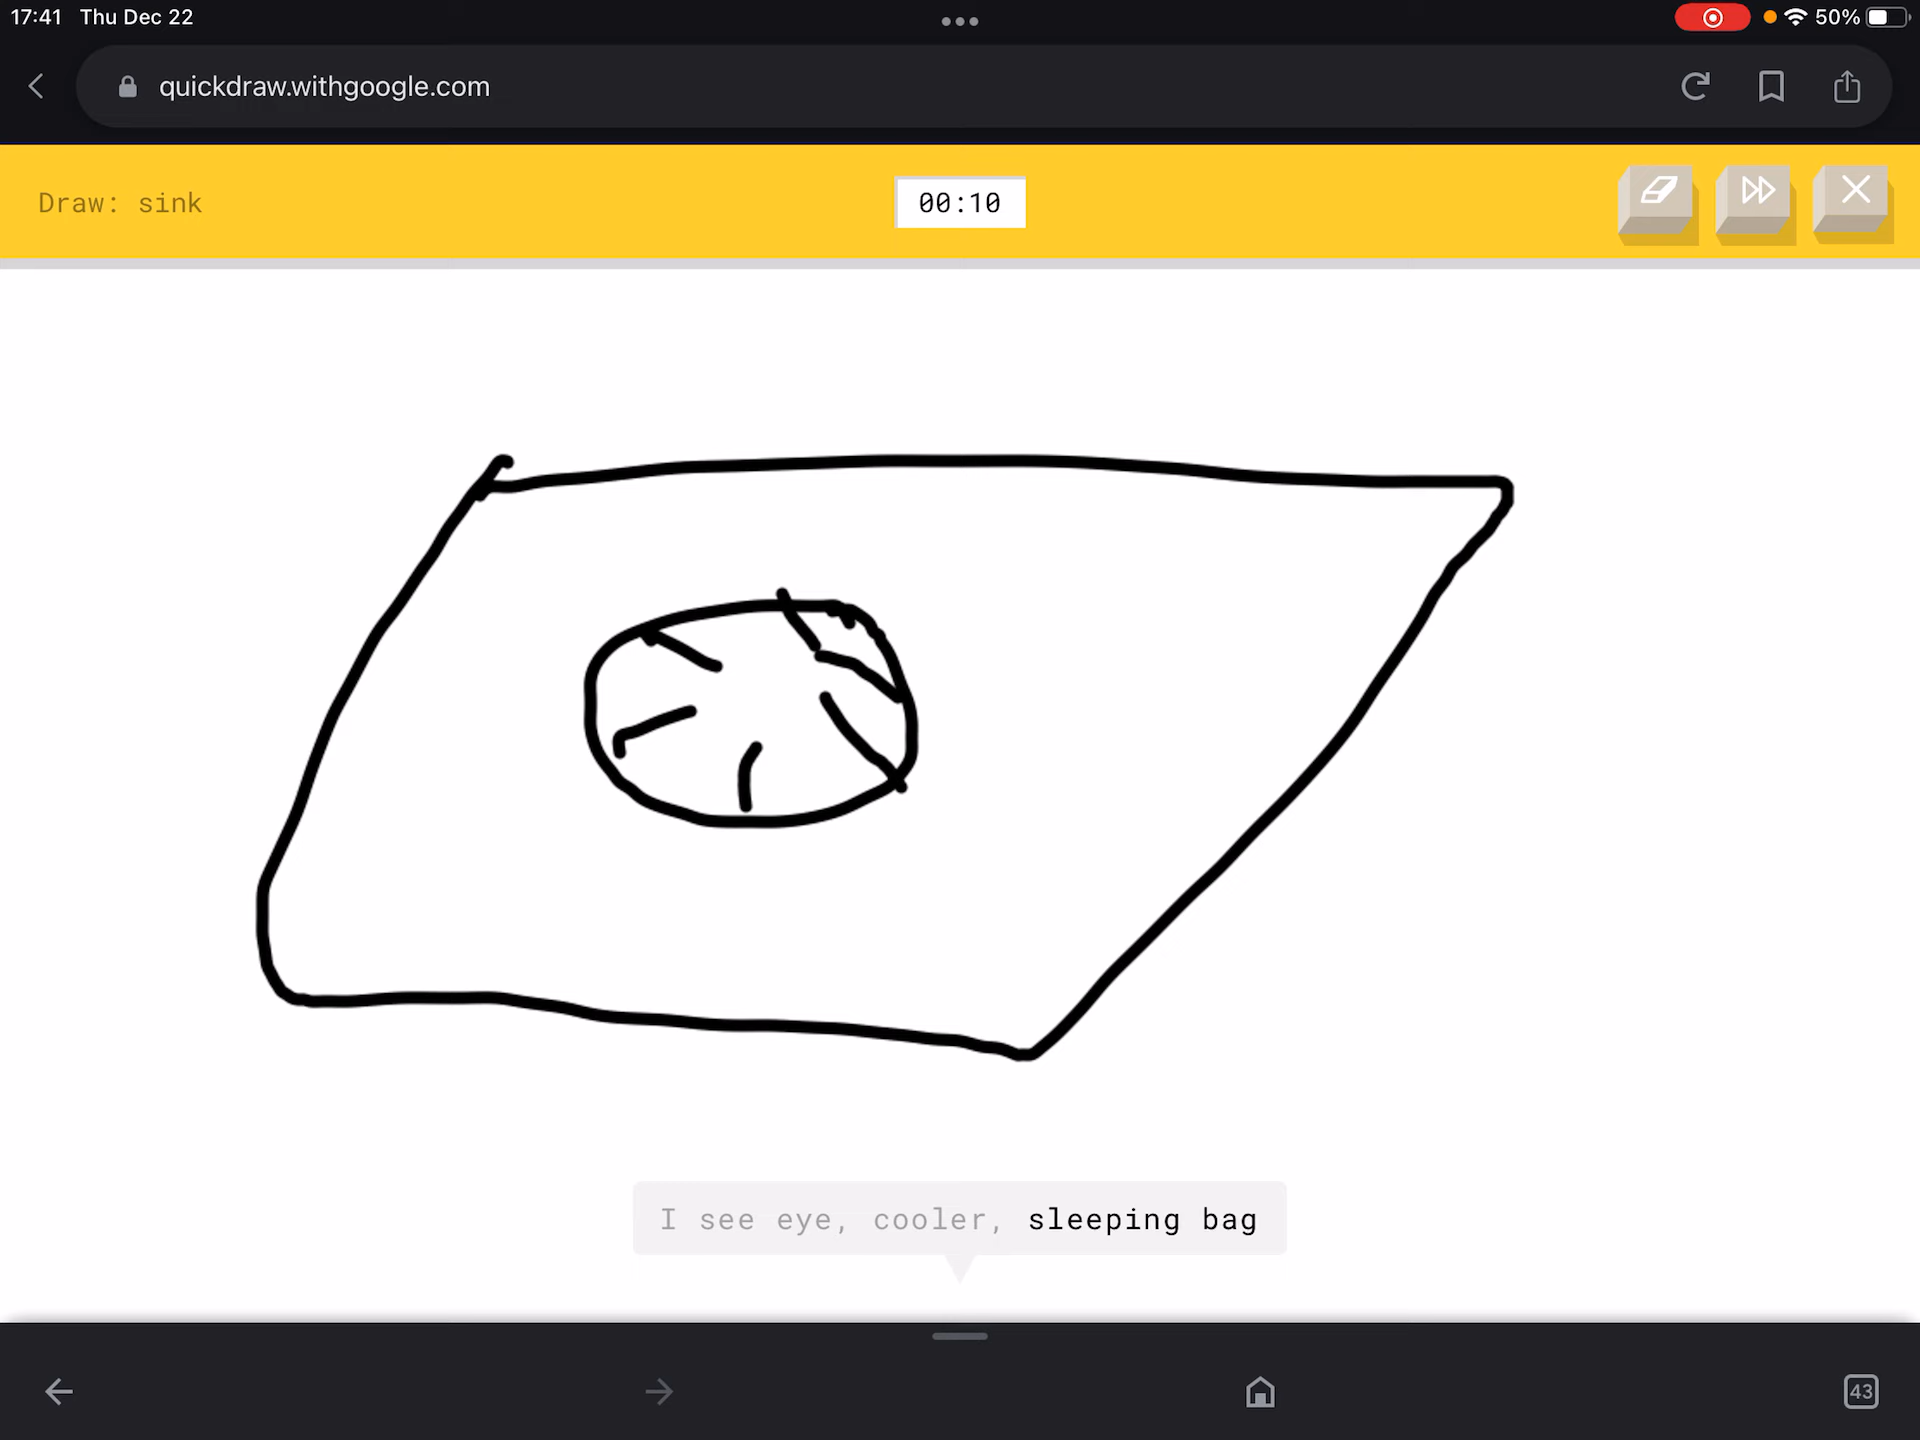 17:41 Thu Dec 22
50%
quickdraw.withgoogle.com
Draw: sink
00:10
I see eye, cooler, sleeping bag
43